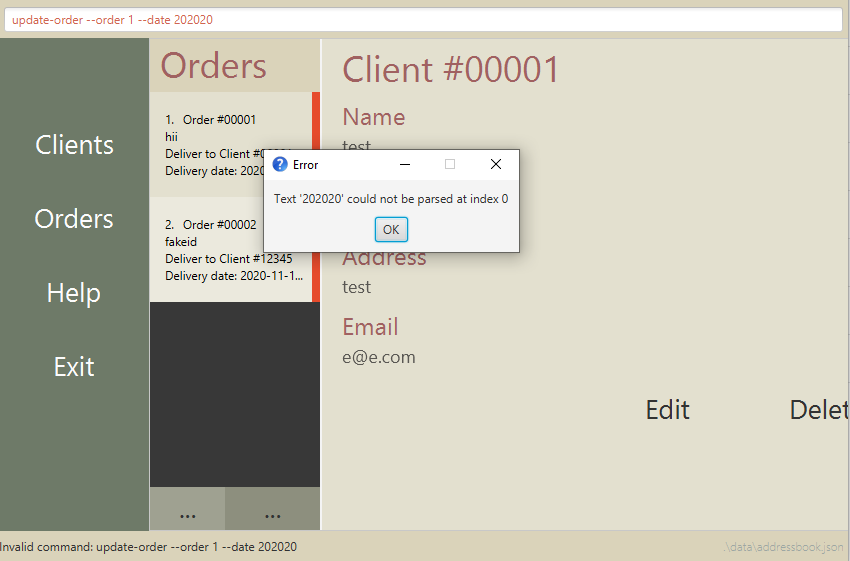 update-order --order 1 --date 202020
Clients
Orders
Help
Exit
Orders
1. Order #00001
hii
Deliver to Client
Delivery date:
2. Order #00002
fakeid
Deliver to Client #12345
Delivery date: 2020-11-1...
... ...
Client #00001
Name
test
Address
test
Email
e@e.com
Edit Delet
Error
Text '202020' could not be parsed at index 0
OK
Invalid command: update-order --order 1 --date 202020
.\data\addressbook.json